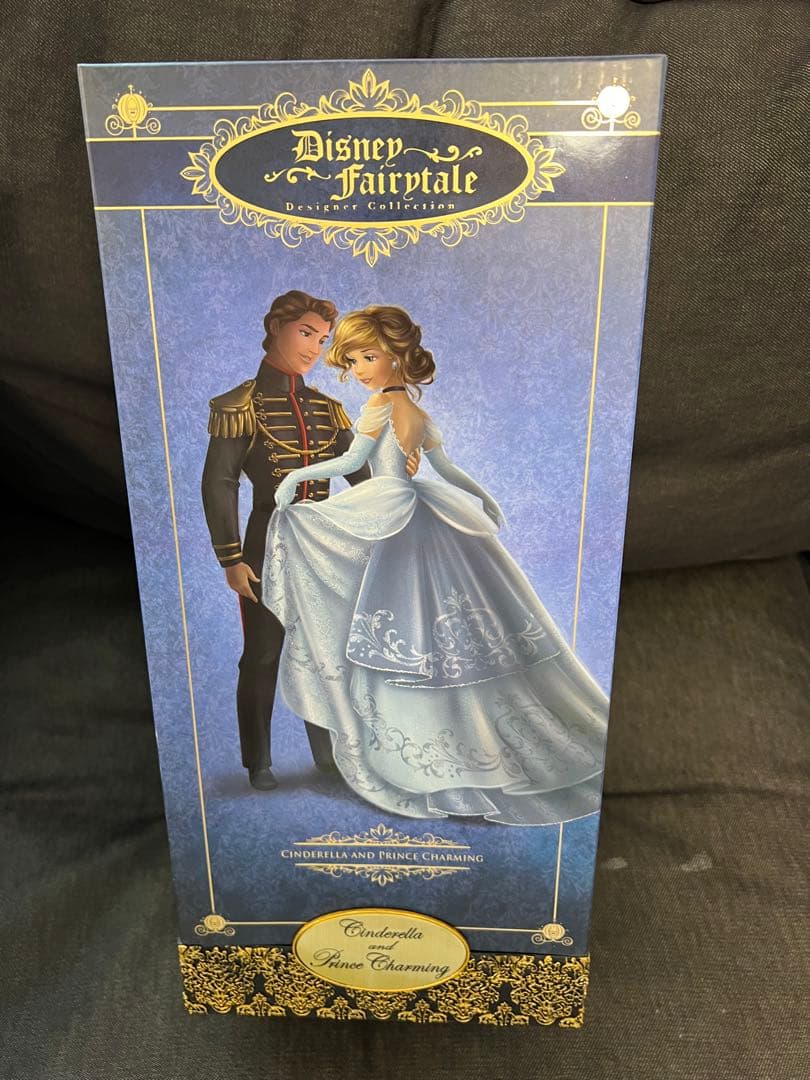 Disney
Fairytale
Designer Collection
CINDERELLA AND PRINCE CHARMING
Cinderella
and
Prince Charming